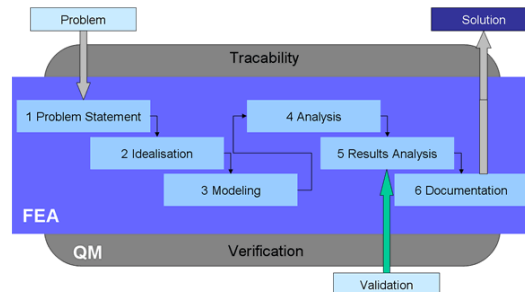 Problem
Solution
Tracability
1 Problem Statement
4 Analysis
2 Idealisation
5 Results Analysis
3 Modeling
6 Documentation
FEA
QM
Verification
Validation